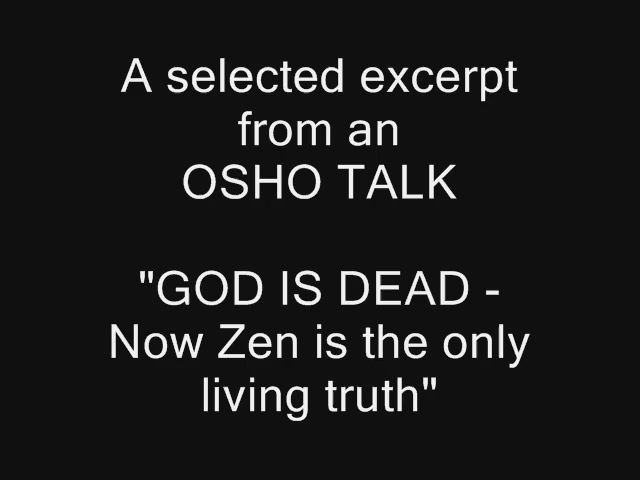 A selected excerpt
from an
OSHO TALK
"GOD IS DEAD -
Now Zen is the only
living truth"